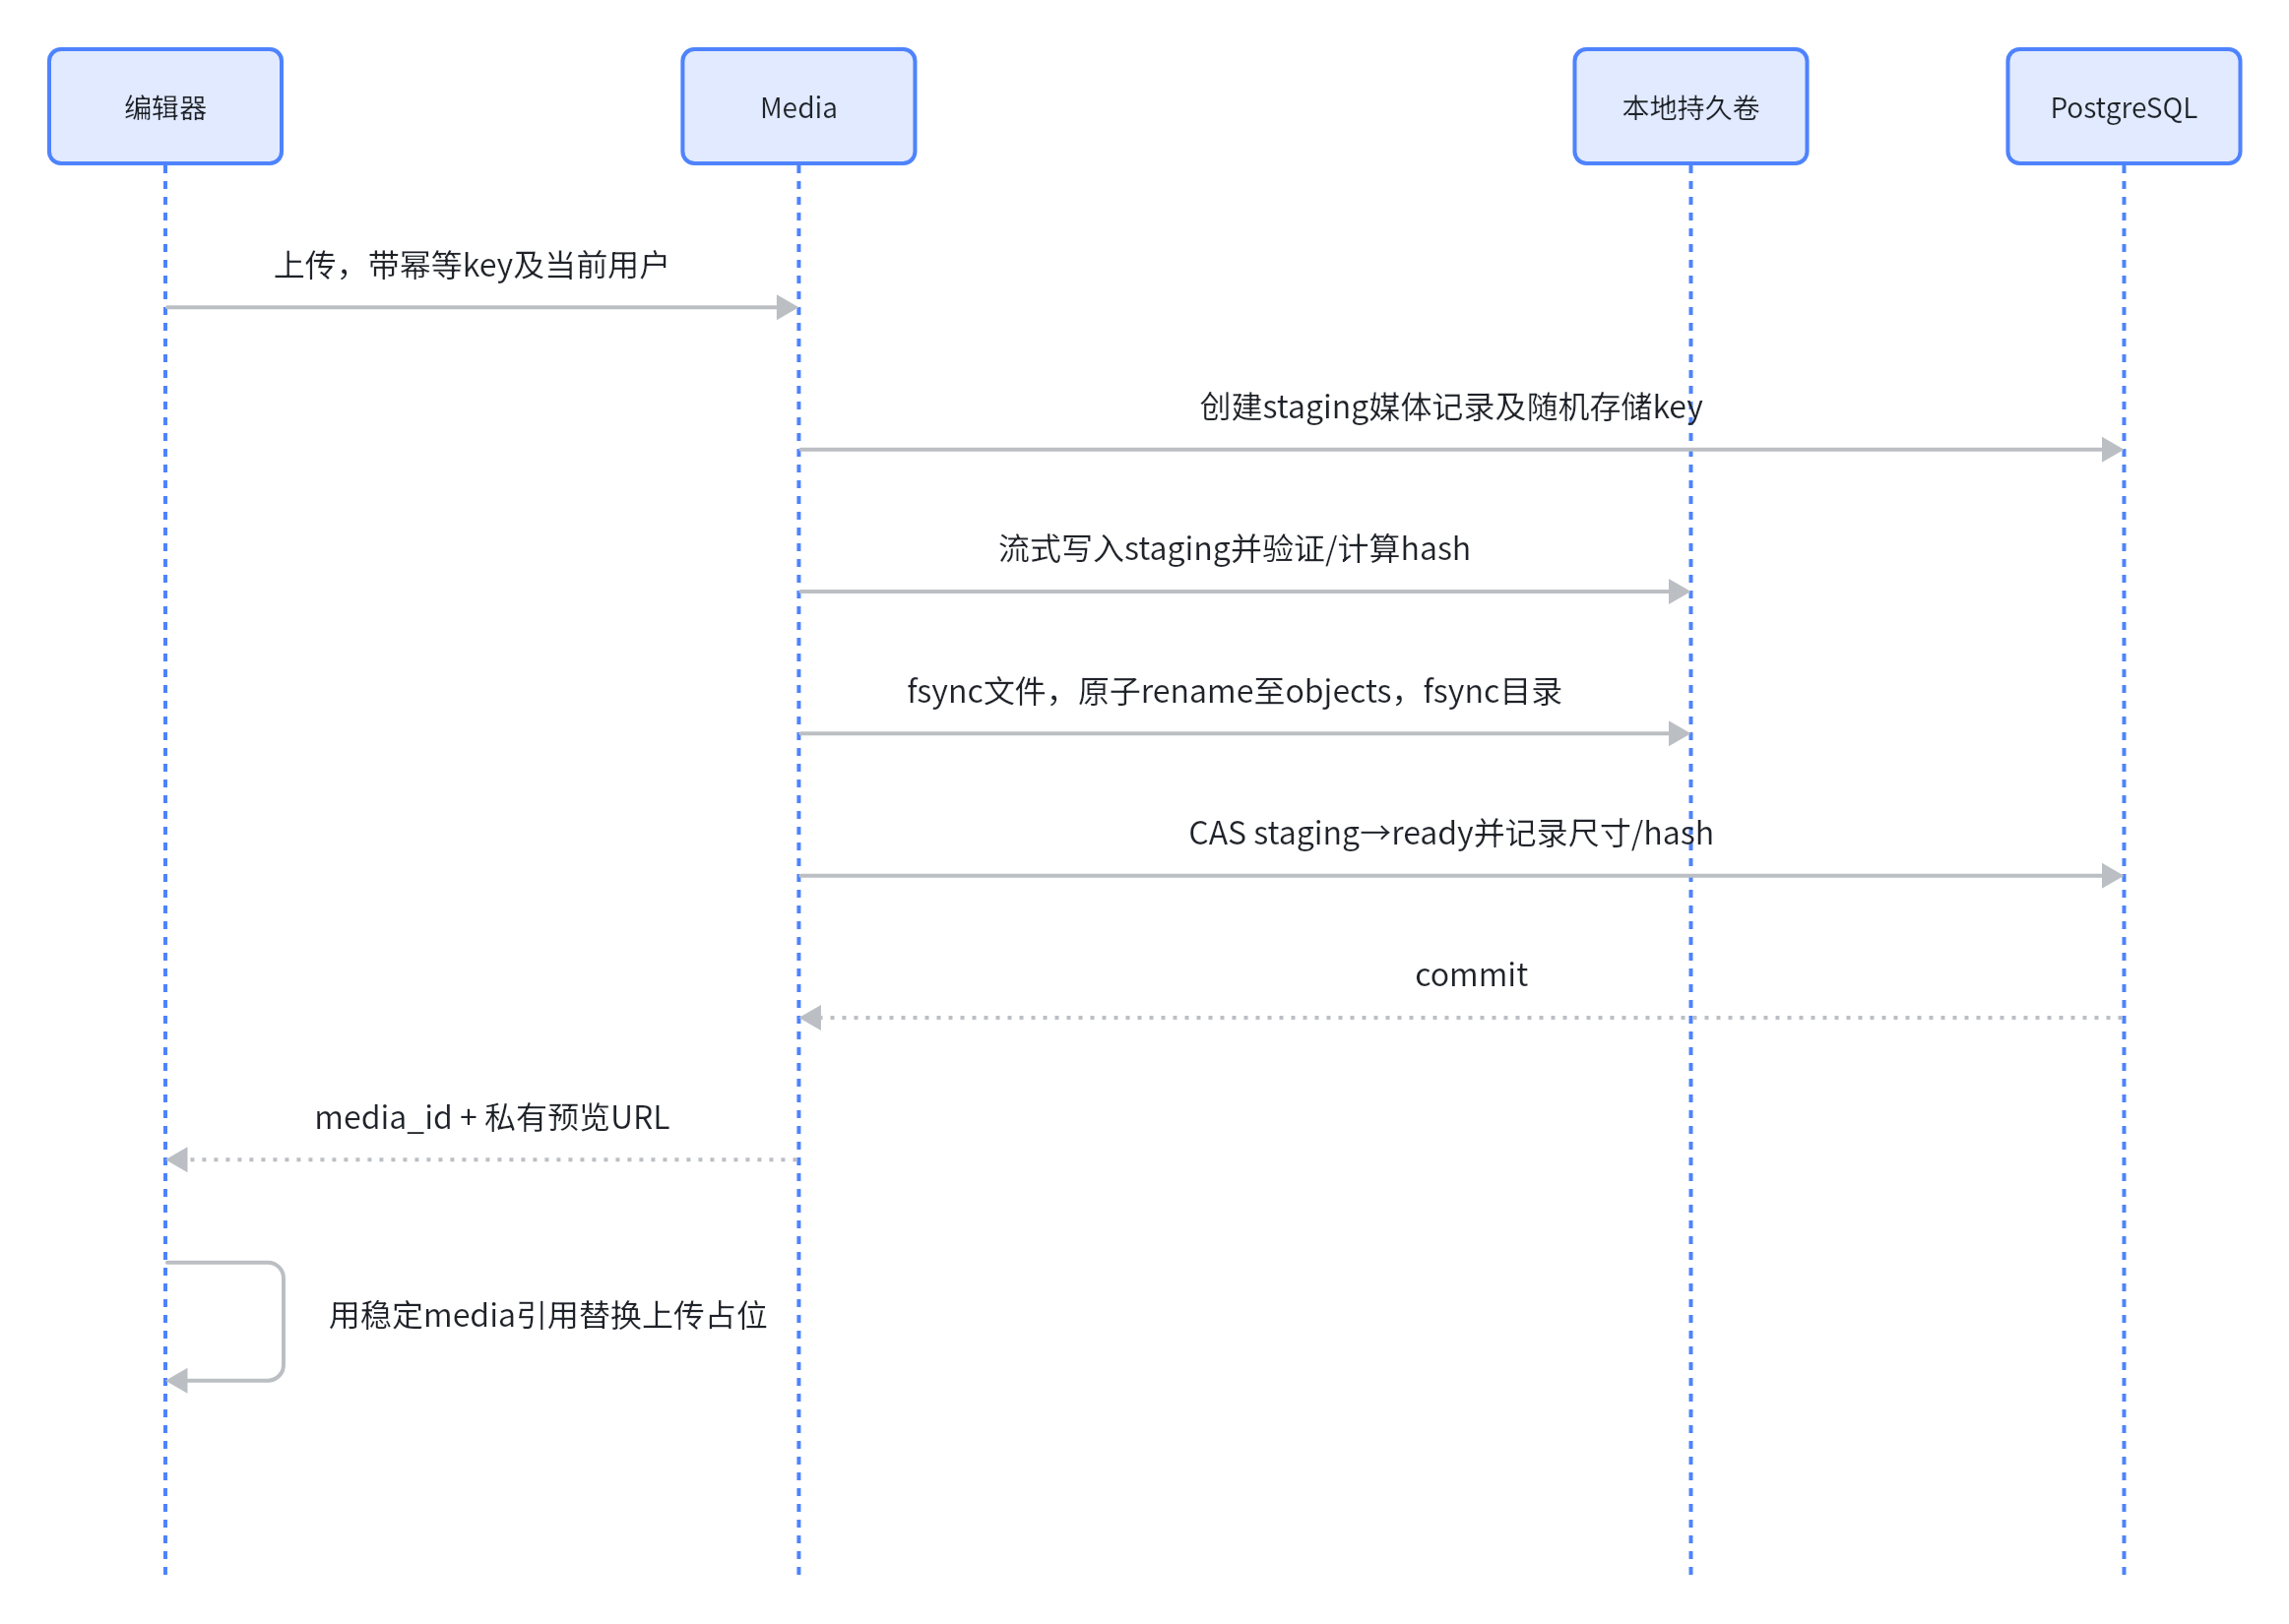 编辑器
Media
本地持久卷
PostgreSQL
上传，带幂等key及当前用户
创建staging媒体记录及随机存储key
流式写入staging并验证/计算hash
fsync文件，原子rename至objects，fsync目录
CAS staging→ready并记录尺寸/hash
commit
media_id + 私有预览URL
用稳定media引用替换上传占位